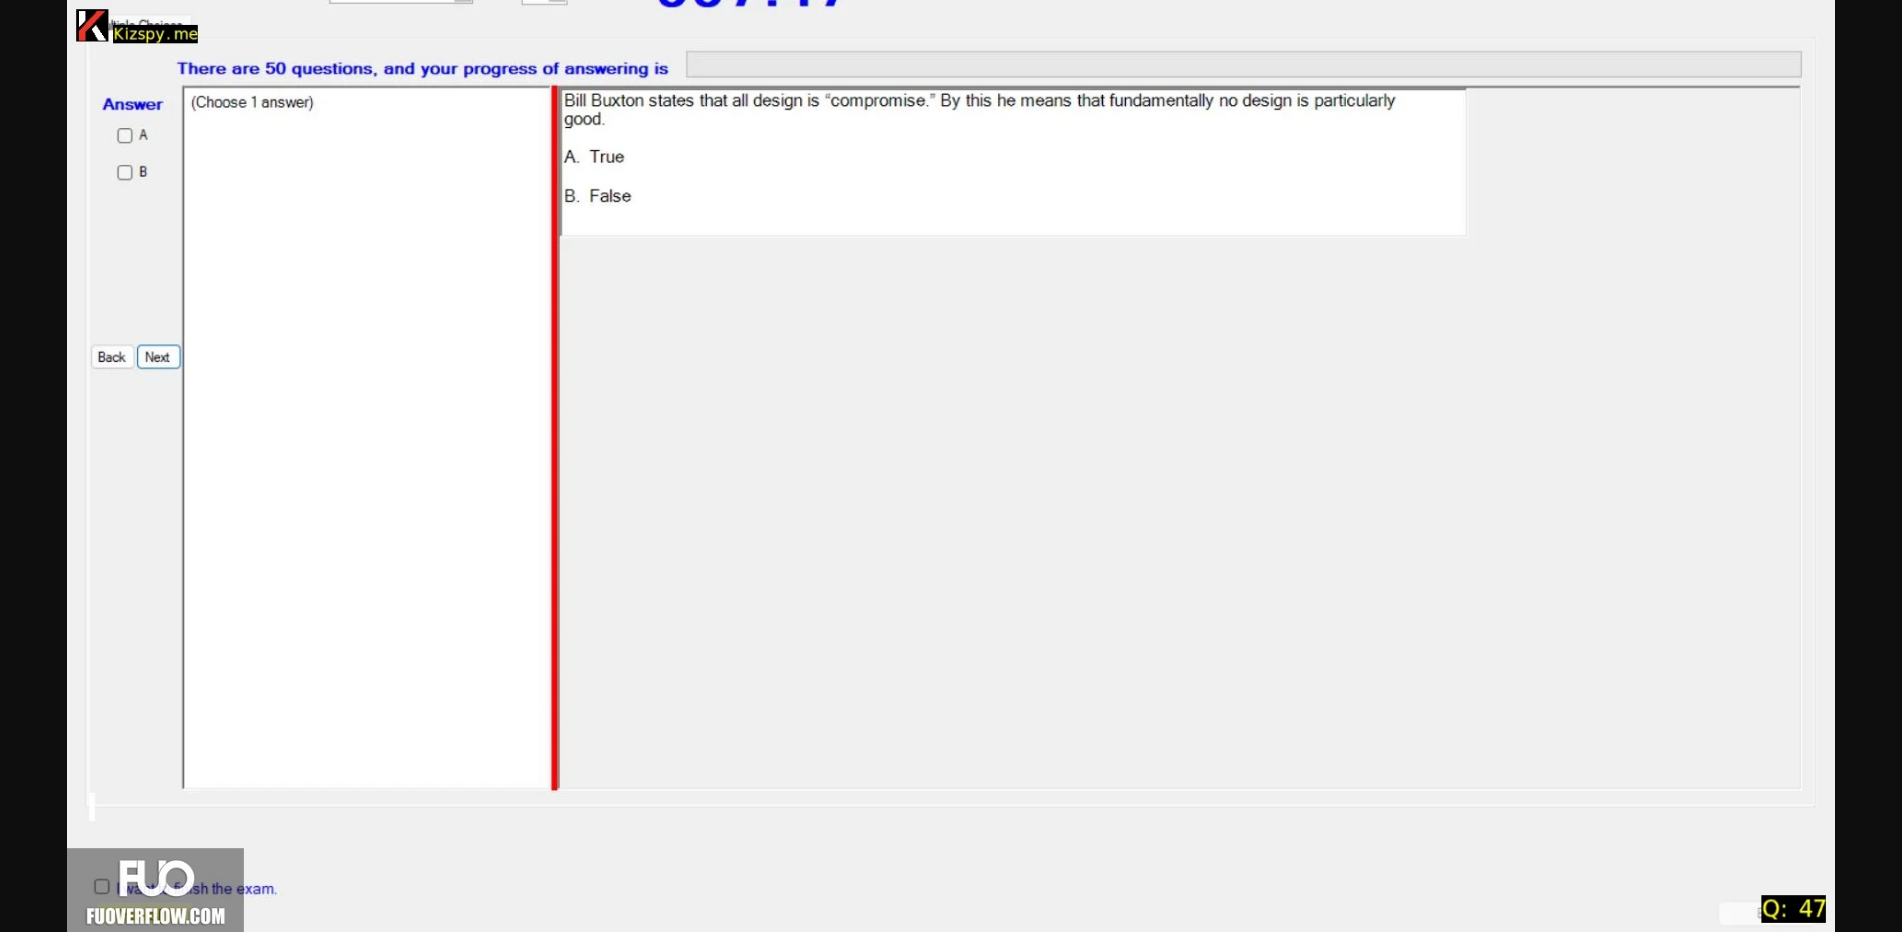 Kizspy.me
There are 50 questions, and your progress of answering is
Answer
(Choose 1 answer)
A
B
Bill Buxton states that all design is “compromise.” By this he means that fundamentally no design is particularly
good.
A. True
B. False
Back Next
FUO
finish the exam.
FUOVERFLOW.COM
Q: 47